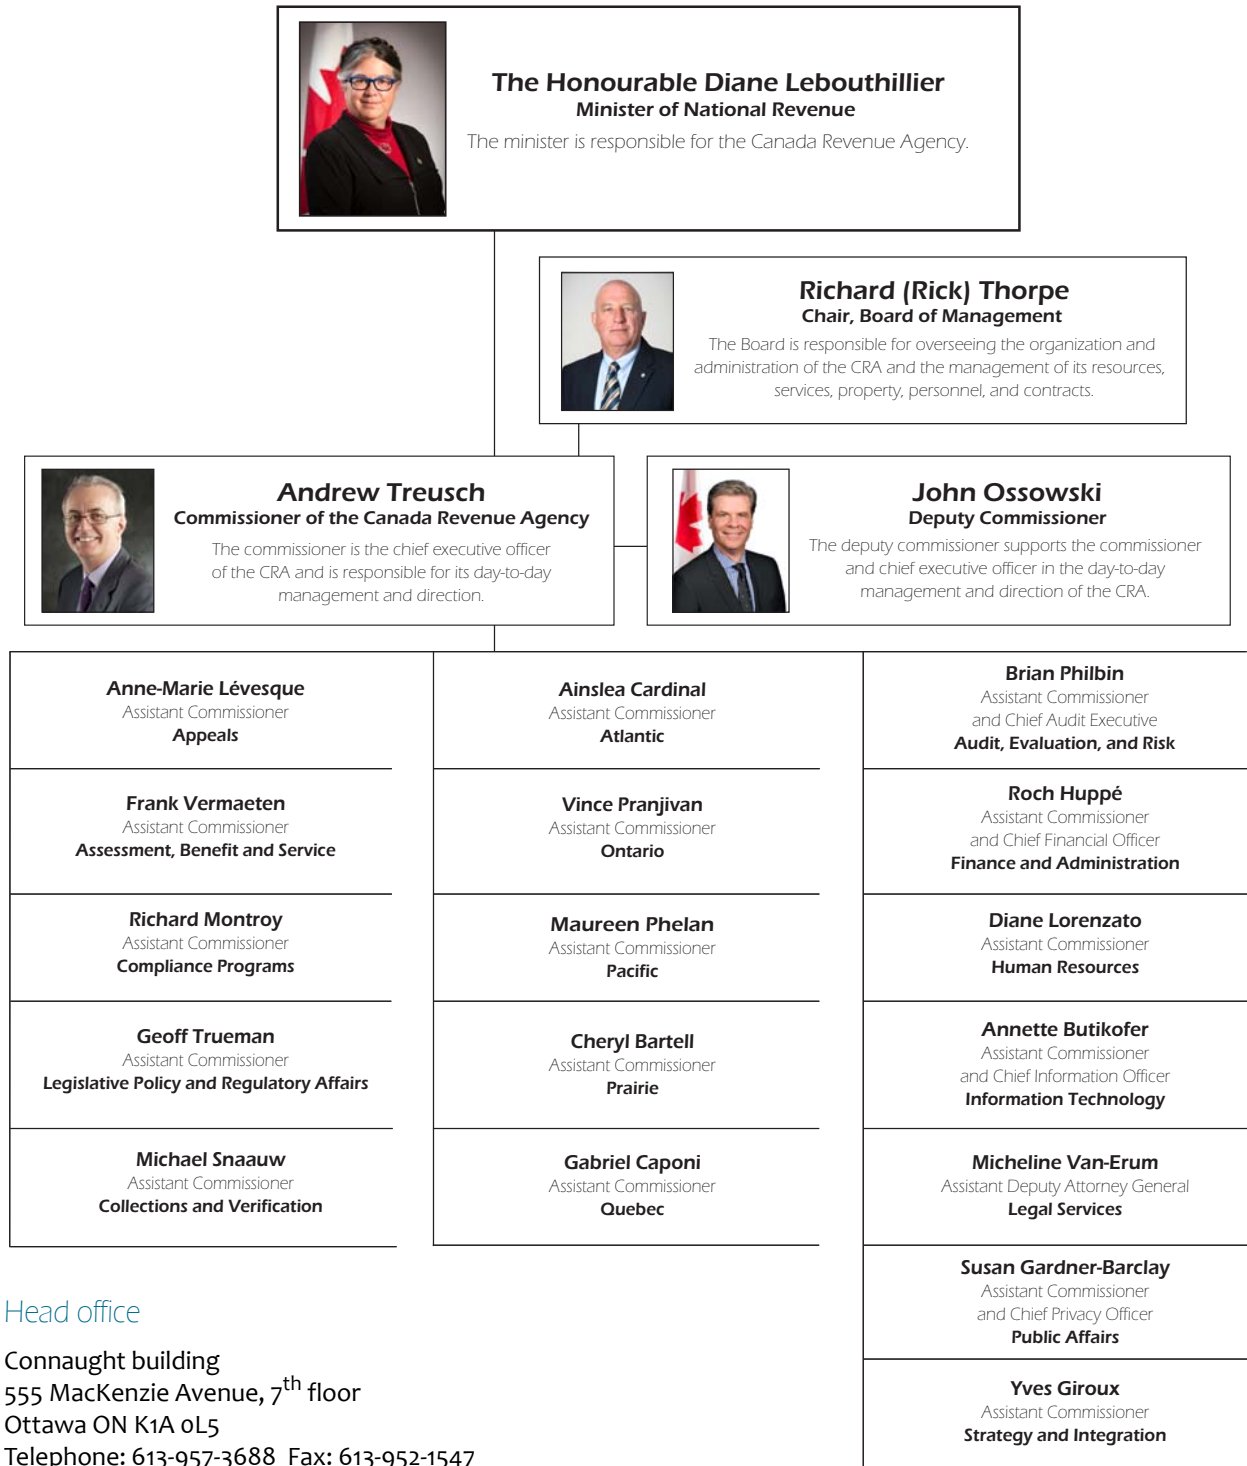 The Honourable Diane Lebouthillier
Minister of National Revenue
The minister is responsible for the Canada Revenue Agency.
Richard (Rick) Thorpe
Chair, Board of Management
The Board is responsible for overseeing the organization and
administration of the CRA and the management of its resources,
services, property, personnel, and contracts.
Andrew Treusch
Commissioner of the Canada Revenue Agency
The commissioner is the chief executive officer
of the CRA and is responsible for its day-to-day
management and direction.
John Ossowski
Deputy Commissioner
The deputy commissioner supports the commissioner
and chief executive officer in the day-to-day
management and direction of the CRA.
Anne-Marie Lévesque
Assistant Commissioner
Appeals
Frank Vermaeten
Assistant Commissioner
Assessment, Benefit and Service
Richard Montroy
Assistant Commissioner
Compliance Programs
Geoff Trueman
Assistant Commissioner
Legislative Policy and Regulatory Affairs
Michael Snaauw
Assistant Commissioner
Collections and Verification
Ainslea Cardinal
Assistant Commissioner
Atlantic
Vince Pranjivan
Assistant Commissioner
Ontario
Maureen Phelan
Assistant Commissioner
Pacific
Cheryl Bartell
Assistant Commissioner
Prairie
Gabriel Caponi
Assistant Commissioner
Quebec
Brian Philbin
Assistant Commissioner
and Chief Audit Executive
Audit, Evaluation, and Risk
Roch Huppé
Assistant Commissioner
and Chief Financial Officer
Finance and Administration
Diane Lorenzato
Assistant Commissioner
Human Resources
Annette Butikofer
Assistant Commissioner
and Chief Information Officer
Information Technology
Micheline Van-Erum
Assistant Deputy Attorney General
Legal Services
Susan Gardner-Barclay
Assistant Commissioner
and Chief Privacy Officer
Public Affairs
Yves Giroux
Assistant Commissioner
Strategy and Integration
Head office
Connaught building
555 MacKenzie Avenue, 7th floor
Ottawa ON K1A 0L5
Telephone: 613-957-3688 Fax: 613-952-1547